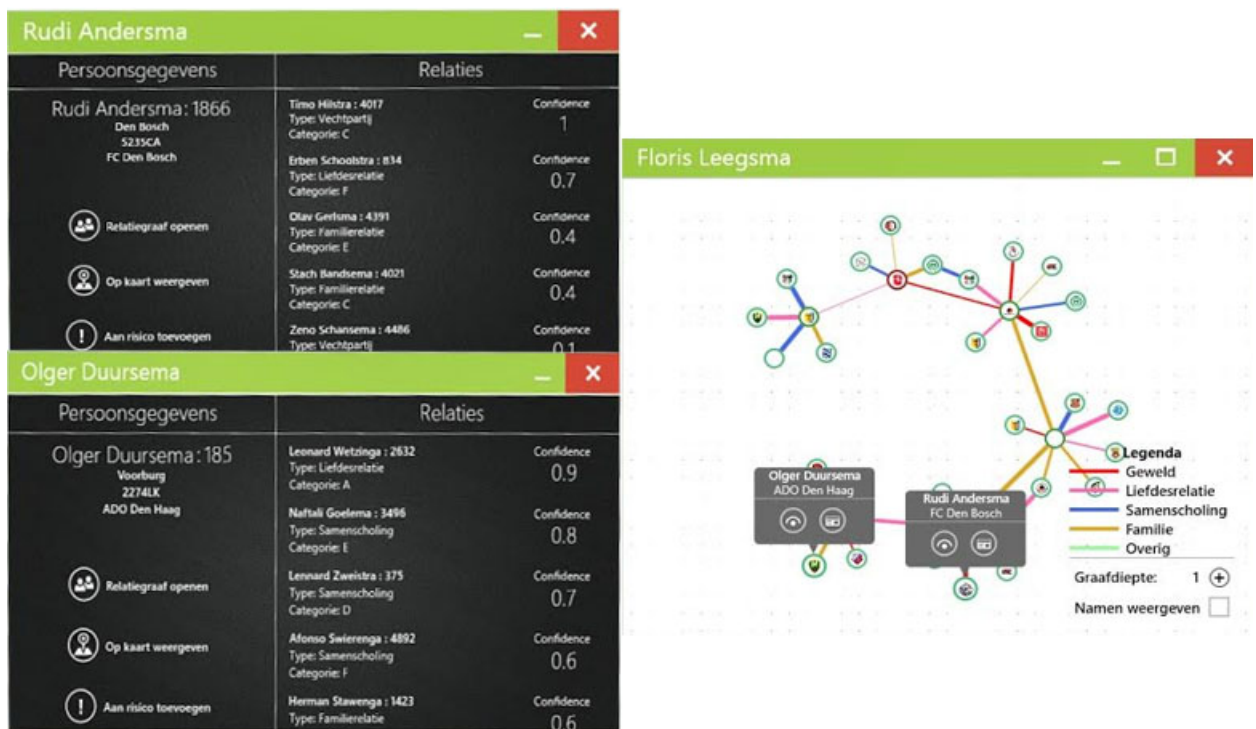 Rudi Andersma
Persoonsgegevens
Relaties
Rudi Andersma: 1866
Den Bosch
5235CA
FC Den Bosch
Relatiegraaf openen
Op kaart weergeven
Aan risico toevoegen
Timo Hilstra : 4017
Confidence
Type: Vechtpartij
1
Categorie: C
Erben Schoolstra : 834
Confidence
Type: Liefdesrelatie
0.7
Categorie: F
Olav Gerlsma : 4391
Confidence
Type: Familierelatie
0.4
Categorie: E
Stach Bandsema : 4021
Confidence
Type: Familierelatie
0.4
Categorie: C
Zeno Schansema : 4486
Confidence
Type: Vechtpartij
0.1
Olger Duursema
Persoonsgegevens
Relaties
Olger Duursema: 185
Voorburg
2274LK
ADO Den Haag
Relatiegraaf openen
Op kaart weergeven
Aan risico toevoegen
Leonard Wetzinga : 2632
Confidence
Type: Liefdesrelatie
0.9
Categorie: A
Naftali Goelema : 3496
Confidence
Type: Samenscholing
0.8
Categorie: E
Lennard Zweistra : 375
Confidence
Type: Samenscholing
0.7
Categorie: D
Afonso Swierenga : 4892
Confidence
Type: Samenscholing
0.6
Categorie: F
Herman Stawenga : 1423
Confidence
Type: Familierelatie
0.6
Floris Leegsma
Olger Duursema
ADO Den Haag
Rudi Andersma
FC Den Bosch
Legenda
Geweld
Liefdesrelatie
Samenscholing
Familie
Overig
Graafdiepte: 1
Namen weergeven